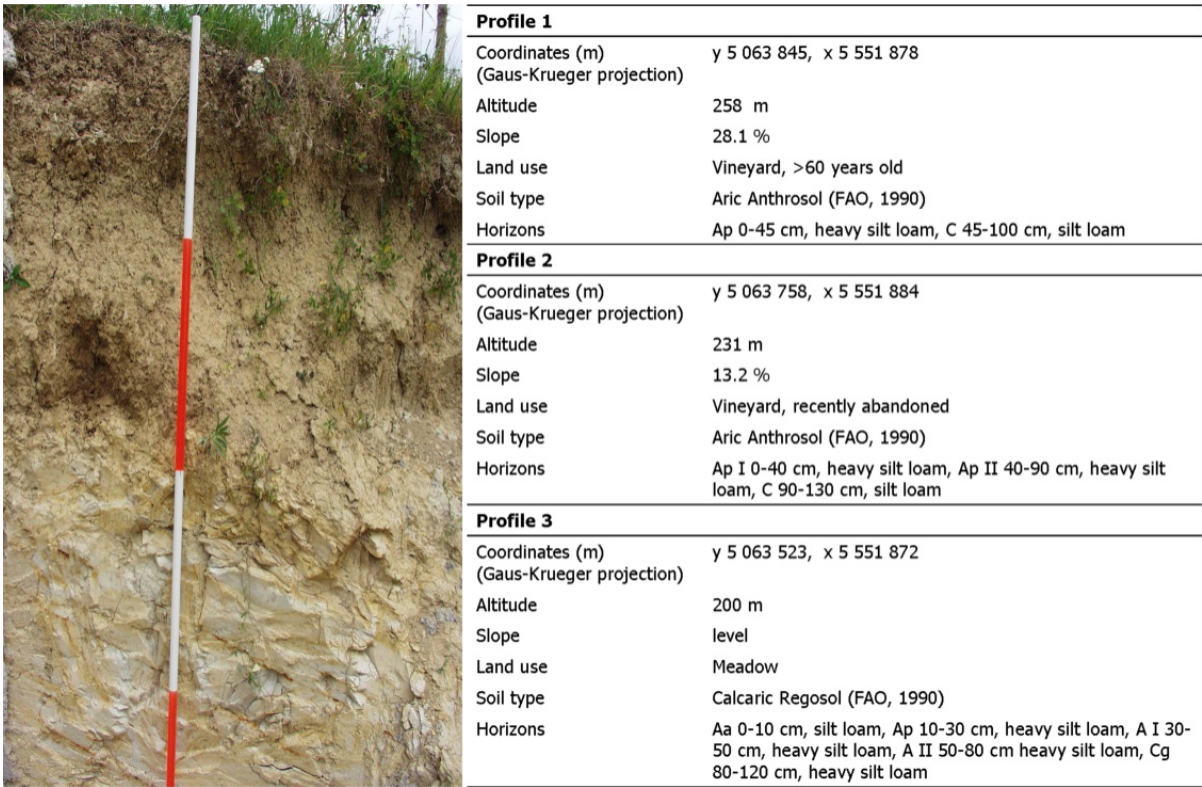 Profile 1
Coordinates (m) y 5 063 845, x 5 551 878
(Gaus-Krueger projection)
Altitude 258 m
Slope 28.1 %
Land use Vineyard, >60 years old
Soil type Aric Anthrosol (FAO, 1990)
Horizons Ap 0-45 cm, heavy silt loam, C 45-100 cm, silt loam
Profile 2
Coordinates (m) y 5 063 758, x 5 551 884
(Gaus-Krueger projection)
Altitude 231 m
Slope 13.2 %
Land use Vineyard, recently abandoned
Soil type Aric Anthrosol (FAO, 1990)
Horizons Ap I 0-40 cm, heavy silt loam, Ap II 40-90 cm, heavy silt
loam, C 90-130 cm, silt loam
Profile 3
Coordinates (m) y 5 063 523, x 5 551 872
(Gaus-Krueger projection)
Altitude 200 m
Slope level
Land use Meadow
Soil type Calcaric Regosol (FAO, 1990)
Horizons Aa 0-10 cm, silt loam, Ap 10-30 cm, heavy silt loam, A I 30-
50 cm, heavy silt loam, A II 50-80 cm heavy silt loam, Cg
80-120 cm, heavy silt loam